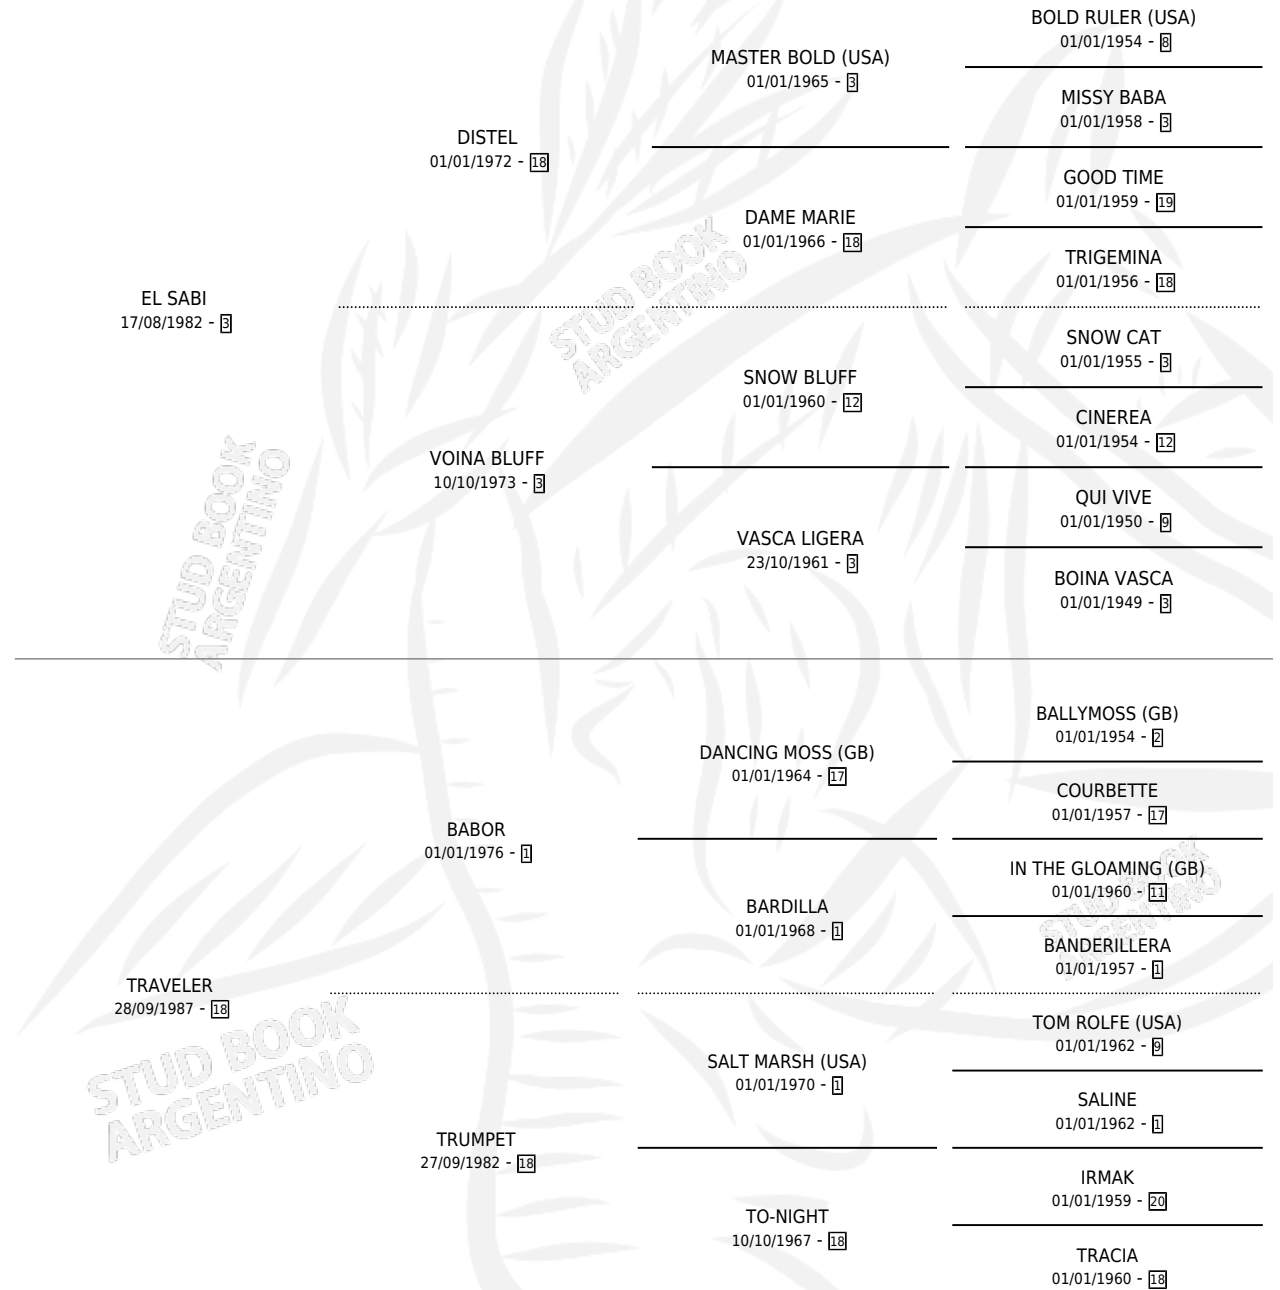 BOLD RULER (USA)
01/01/1954 - 8
MASTER BOLD (USA)
01/01/1965 - 3
MISSY BABA
01/01/1958 - 3
DISTEL
01/01/1972 - 18
GOOD TIME
01/01/1959 - 19
DAME MARIE
01/01/1966 - 18
TRIGEMINA
01/01/1956 - 18
STUD BOOK
ARGENTINO
EL SABI
17/08/1982 - 3
SNOW CAT
01/01/1955 - 3
SNOW BLUFF
01/01/1960 - 12
CINEREA
01/01/1954 - 12
VOINA BLUFF
10/10/1973 - 3
QUI VIVE
01/01/1950 - 9
VASCA LIGERA
23/10/1961 - 3
BOINA VASCA
01/01/1949 - 3
STUD BOOK
ARGENTINO
BALLYMOSS (GB)
01/01/1954 - 2
DANCING MOSS (GB)
01/01/1964 - 17
COURBETTE
01/01/1957 - 17
BABOR
01/01/1976 - 1
IN THE GLOAMING (GB)
01/01/1960 - 11
BARDILLA
01/01/1968 - 1
BANDERILLERA
01/01/1957 - 1
STUD BOOK
ARGENTINO
TRAVELER
28/09/1987 - 18
TOM ROLFE (USA)
01/01/1962 - 9
SALT MARSH (USA)
01/01/1970 - 1
SALINE
01/01/1962 - 1
STUD BOOK
ARGENTINO
TRUMPET
27/09/1982 - 18
IRMAK
01/01/1959 - 20
TO-NIGHT
10/10/1967 - 18
TRACIA
01/01/1960 - 18